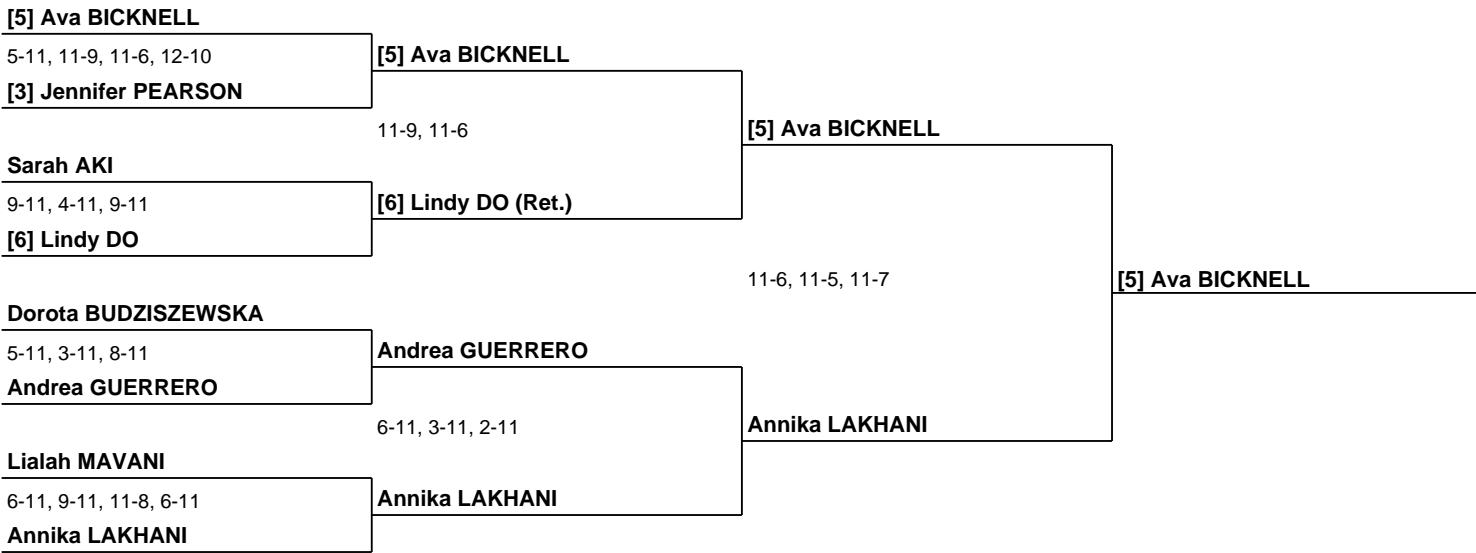 [5] Ava BICKNELL
5-11, 11-9, 11-6, 12-10
[5] Ava BICKNELL
[3] Jennifer PEARSON
11-9, 11-6
[5] Ava BICKNELL
Sarah AKI
9-11, 4-11, 9-11
[6] Lindy DO (Ret.)
[6] Lindy DO
11-6, 11-5, 11-7
[5] Ava BICKNELL
Dorota BUDZISZEWSKA
5-11, 3-11, 8-11
Andrea GUERRERO
Andrea GUERRERO
6-11, 3-11, 2-11
Annika LAKHANI
Lialah MAVANI
6-11, 9-11, 11-8, 6-11
Annika LAKHANI
Annika LAKHANI